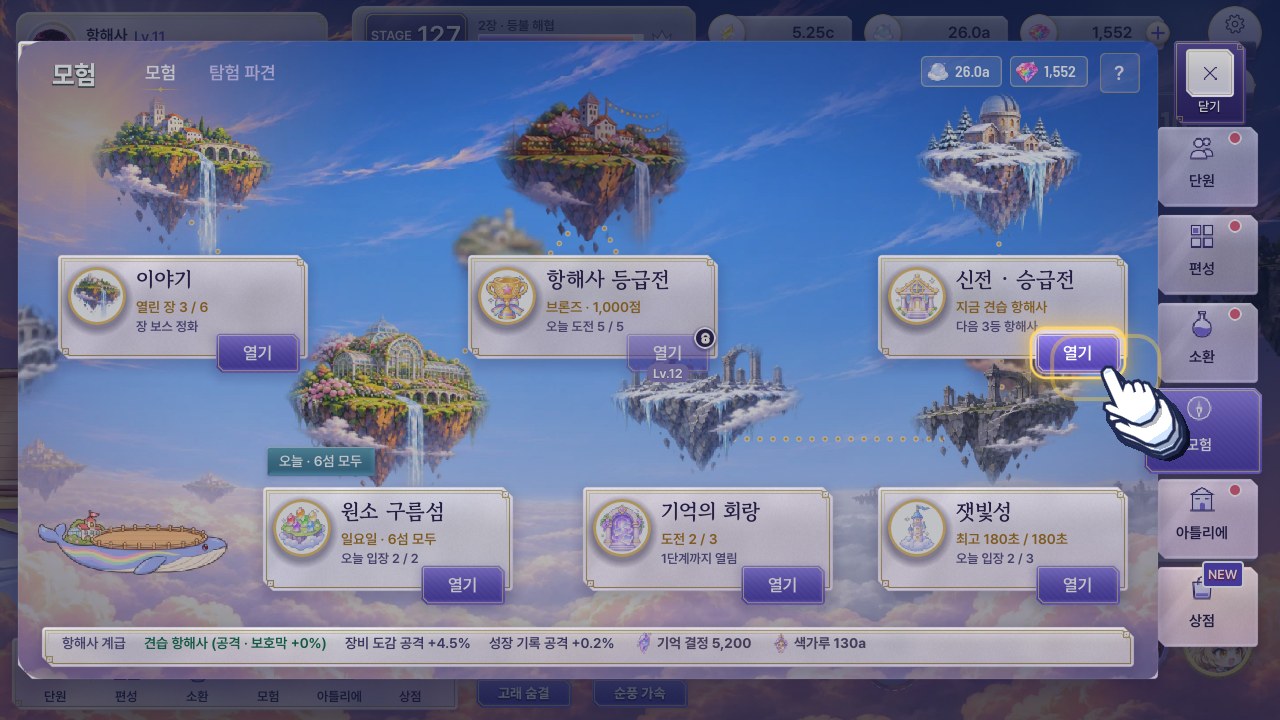 항해사 Lv.11
STAGE 127
2장 · 등불 해협
5.25c
26.0a
1,552
모험
모험
탐험 파견
26.0a
1,552
?
닫기
단원
편성
소환
모험
아틀리에
NEW
상점
이야기
열린 장 3 / 6
장 보스 정화
열기
항해사 등급전
브론즈 · 1,000점
오늘 도전 5 / 5
열기
Lv.12
신전 · 승급전
지금 견습 항해사
다음 3등 항해사
열기
오늘 · 6섬 모두
원소 구름섬
일요일 · 6섬 모두
오늘 입장 2 / 2
열기
기억의 회랑
도전 2 / 3
1단계까지 열림
열기
잿빛성
최고 180초 / 180초
오늘 입장 2 / 3
열기
항해사 계급 견습 항해사 (공격 · 보호막 +0%) 장비 도감 공격 +4.5% 성장 기록 공격 +0.2% 기억 결정 5,200 색가루 130a
단원 편성 소환 모험 아틀리에 상점
고래 숨결
순풍 가속